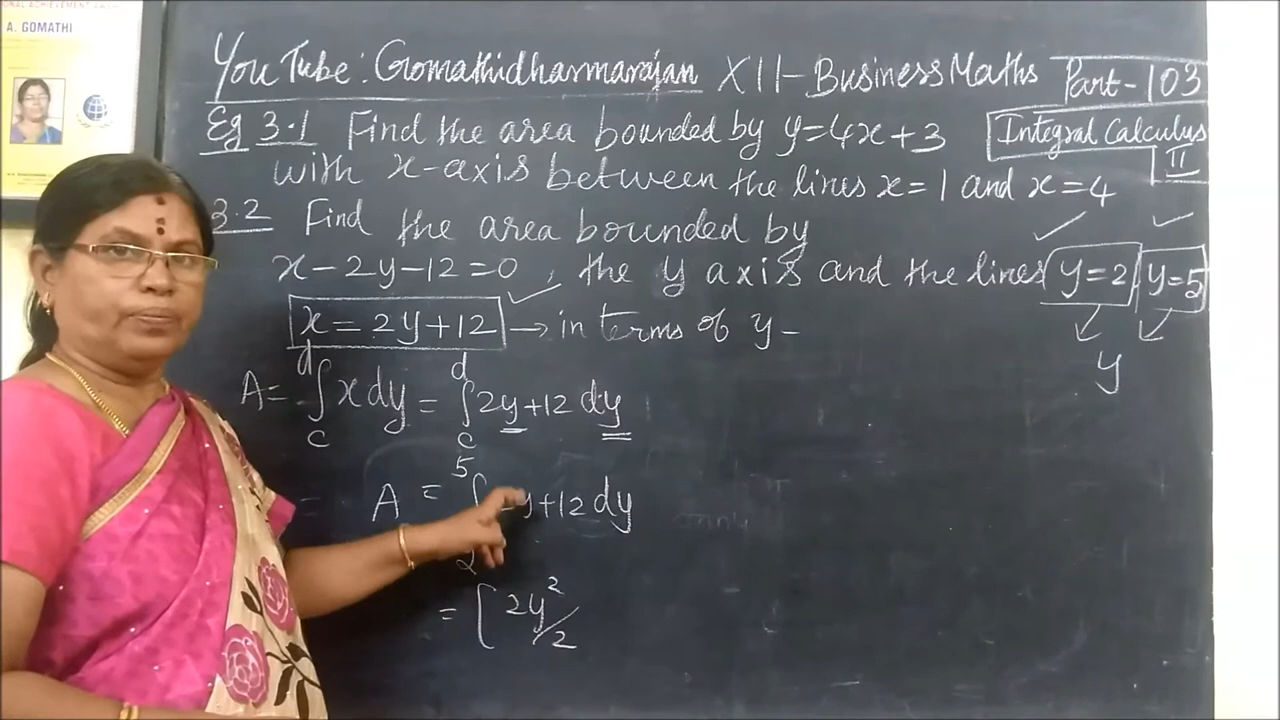 A. GOMATHI
YouTube: Gomathidharmarajan XII-Business Maths Part-103
Eg 3.1 Find the area bounded by y=4x+3
Integral Calculus
II
with x-axis between the lines x=1 and x=4
3.2 Find the area bounded by
x-2y-12=0, the y axis and the lines y=2 y=5
x=2y+12 → in terms of y -
y
A= ∫ c d x dy = ∫ c d 2y+12 dy
= A = ∫ 2 5 2y+12 dy
= [ 2y²/2